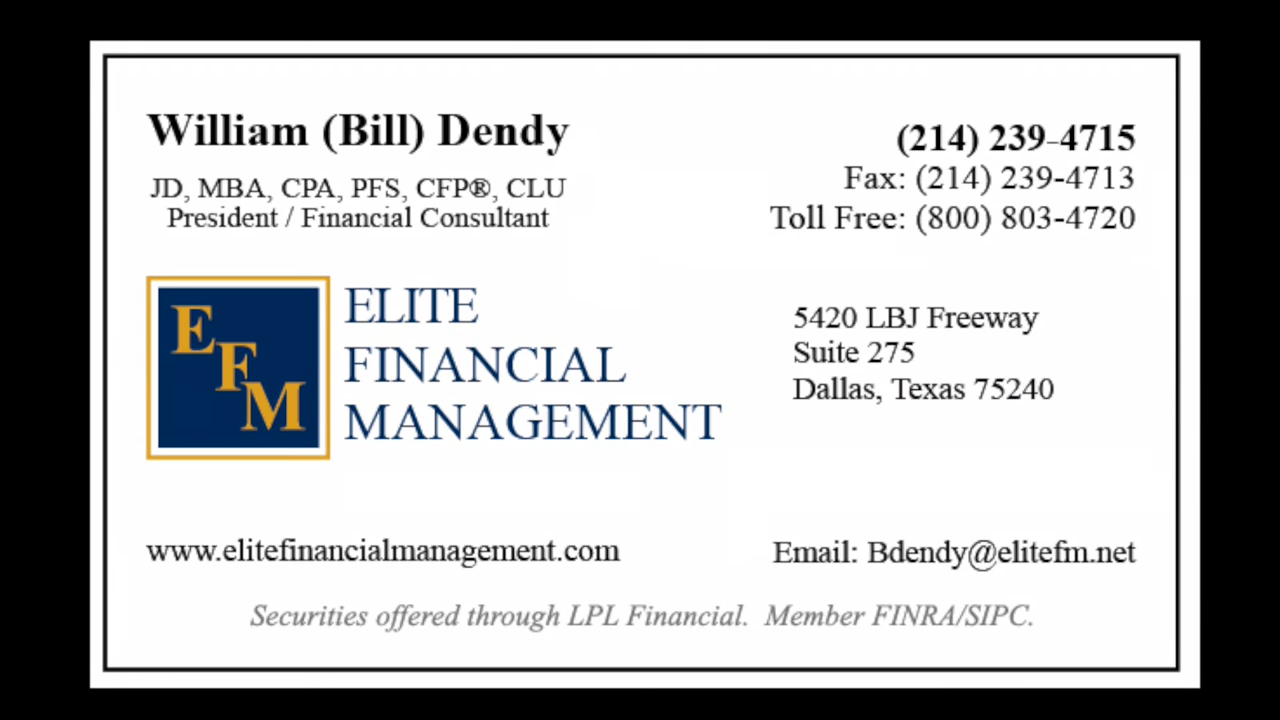 William (Bill) Dendy
JD, MBA, CPA, PFS, CFP®, CLU
President / Financial Consultant
(214) 239-4715
Fax: (214) 239-4713
Toll Free: (800) 803-4720
E
F
M
ELITE
FINANCIAL
MANAGEMENT
5420 LBJ Freeway
Suite 275
Dallas, Texas 75240
www.elitefinancialmanagement.com
Email: Bdendy@elitefm.net
Securities offered through LPL Financial.  Member FINRA/SIPC.